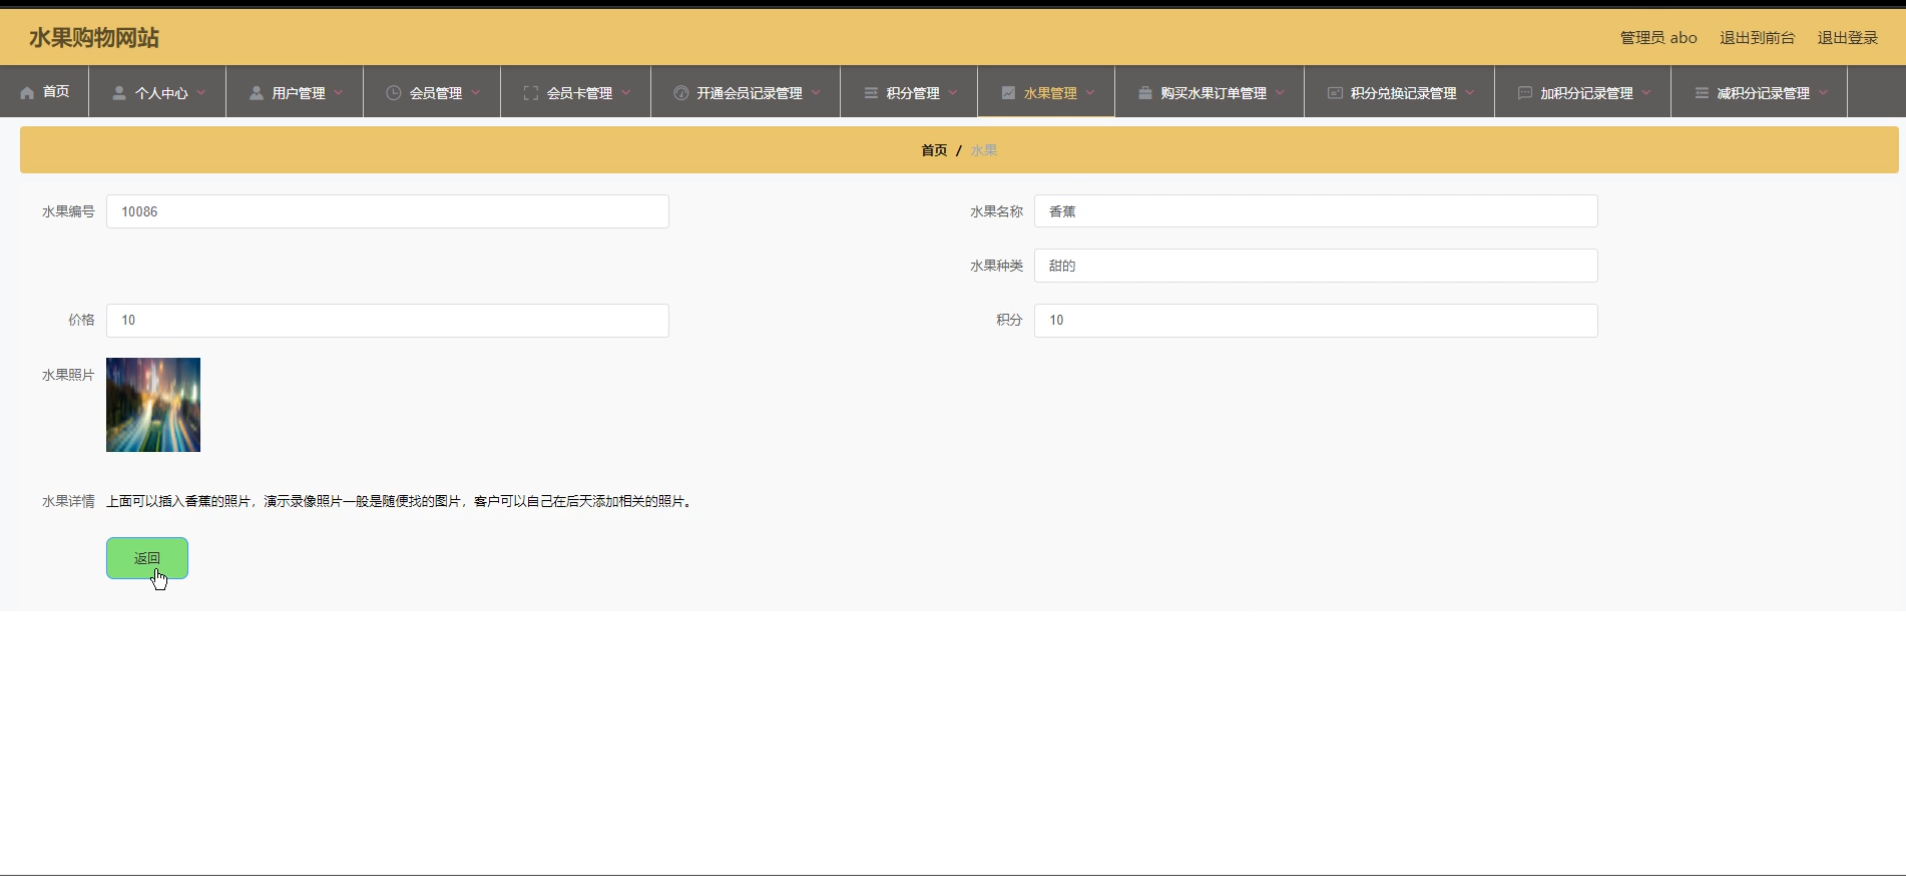 水果购物网站
管理员 abo 退出到前台 退出登录
首页 个人中心 用户管理 会员管理 会员卡管理 开通会员记录管理 积分管理 水果管理 购买水果订单管理 积分兑换记录管理 加积分记录管理 减积分记录管理
首页 / 水果
水果编号 10086 水果名称 香蕉
水果种类 甜的
价格 10 积分 10
水果照片
水果详情 上面可以插入香蕉的照片，演示录像照片一般是随便找的图片，客户可以自己在后天添加相关的照片。
返回